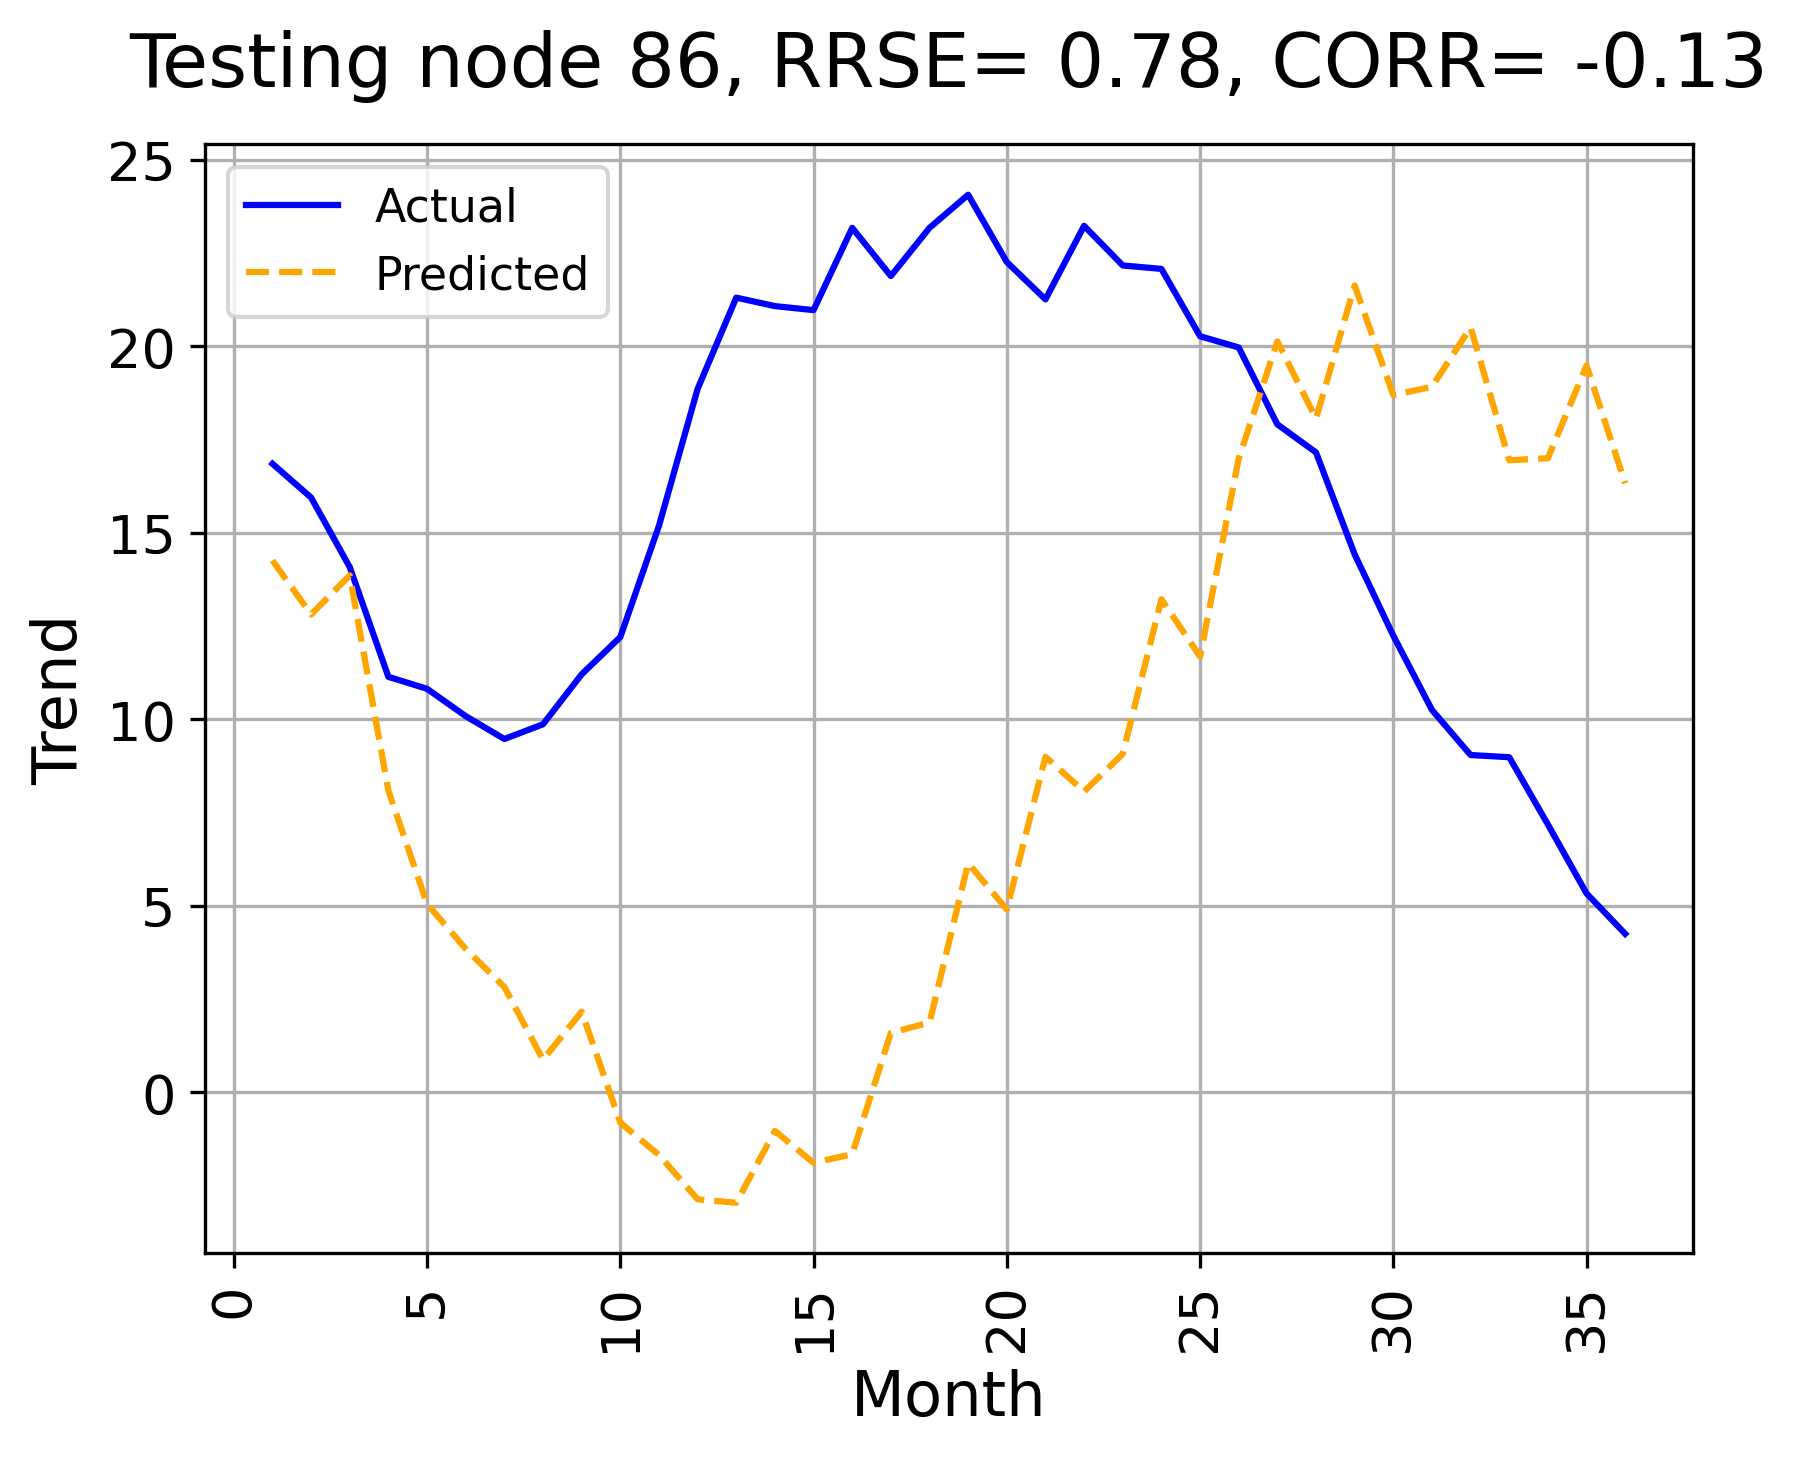 Testing node 86, RRSE= 0.78, CORR= -0.13
25
20
15
10
5
0
Trend
Actual
Predicted
0 5 10 15 20 25 30 35
Month